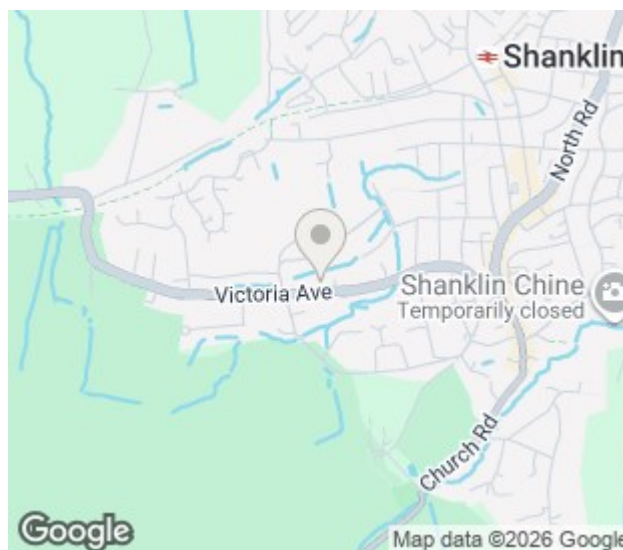 Shanklin
North Rd
Victoria Ave
Shanklin Chine
Temporarily closed
Church Rd
Google
Map data ©2026 Google